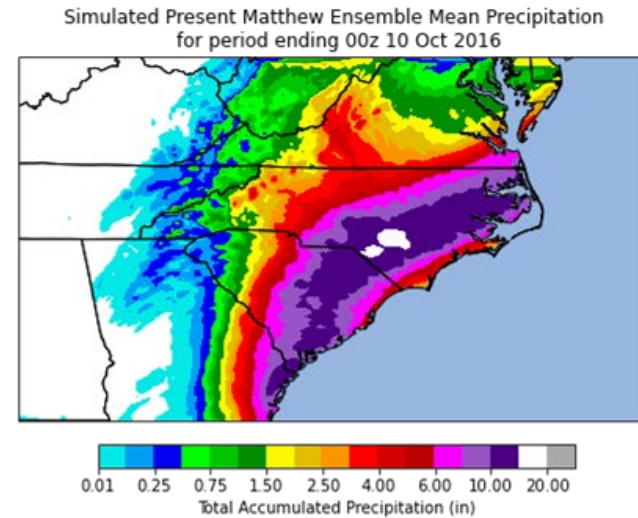 Simulated Present Matthew Ensemble Mean Precipitation
for period ending 00z 10 Oct 2016
0.01 0.25 0.75 1.50 2.50 4.00 6.00 10.00 20.00
Total Accumulated Precipitation (in)